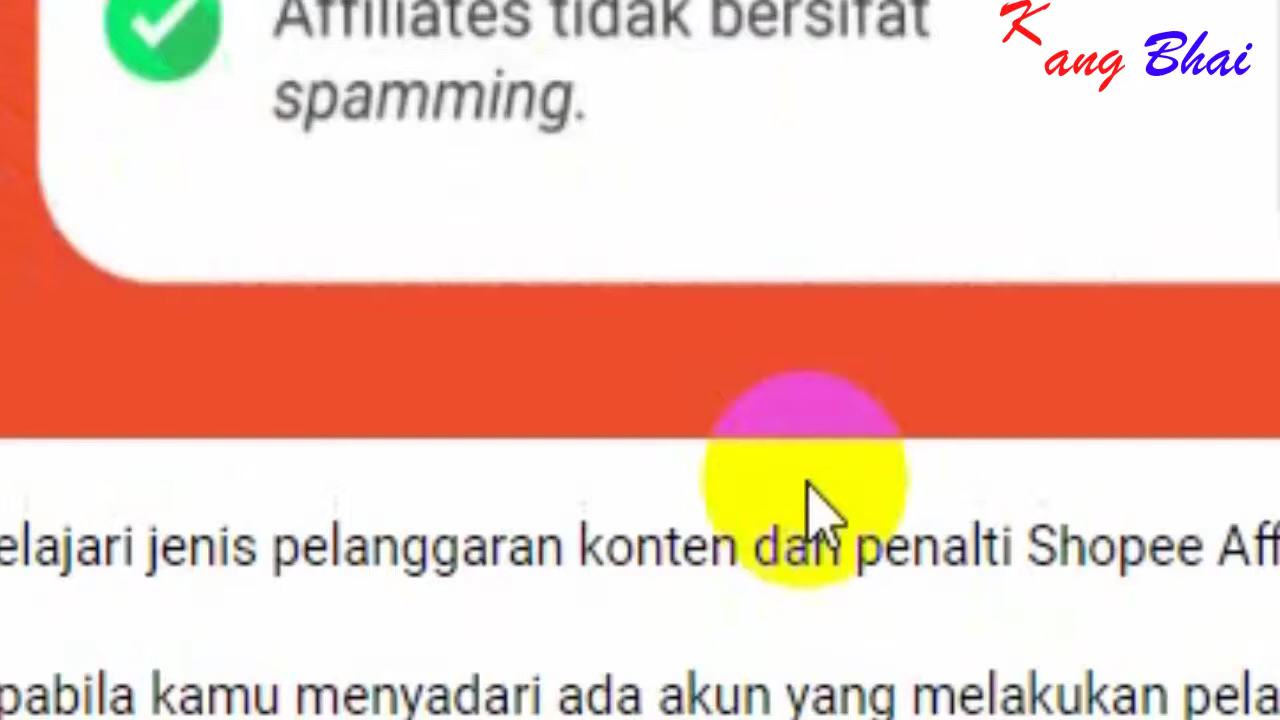 Affiliates tidak bersifat
spamming.
Kang Bhai
elajari jenis pelanggaran konten dan penalti Shopee Aff
pabila kamu menyadari ada akun yang melakukan pela